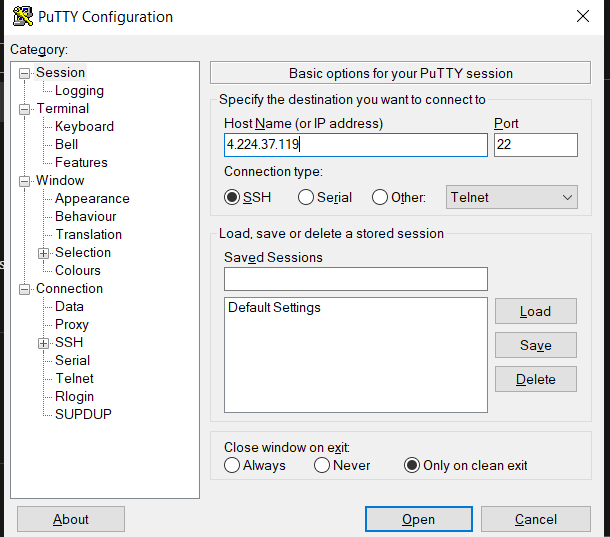 PuTTY Configuration
Category:
Session
Logging
Terminal
Keyboard
Bell
Features
Window
Appearance
Behaviour
Translation
Selection
Colours
Connection
Data
Proxy
SSH
Serial
Telnet
Rlogin
SUPDUP
Basic options for your PuTTY session
Specify the destination you want to connect to
Host Name (or IP address) Port
4.224.37.119 22
Connection type:
SSH Serial Other: Telnet
Load, save or delete a stored session
Saved Sessions
Default Settings
Load
Save
Delete
Close window on exit:
Always Never Only on clean exit
About Open Cancel